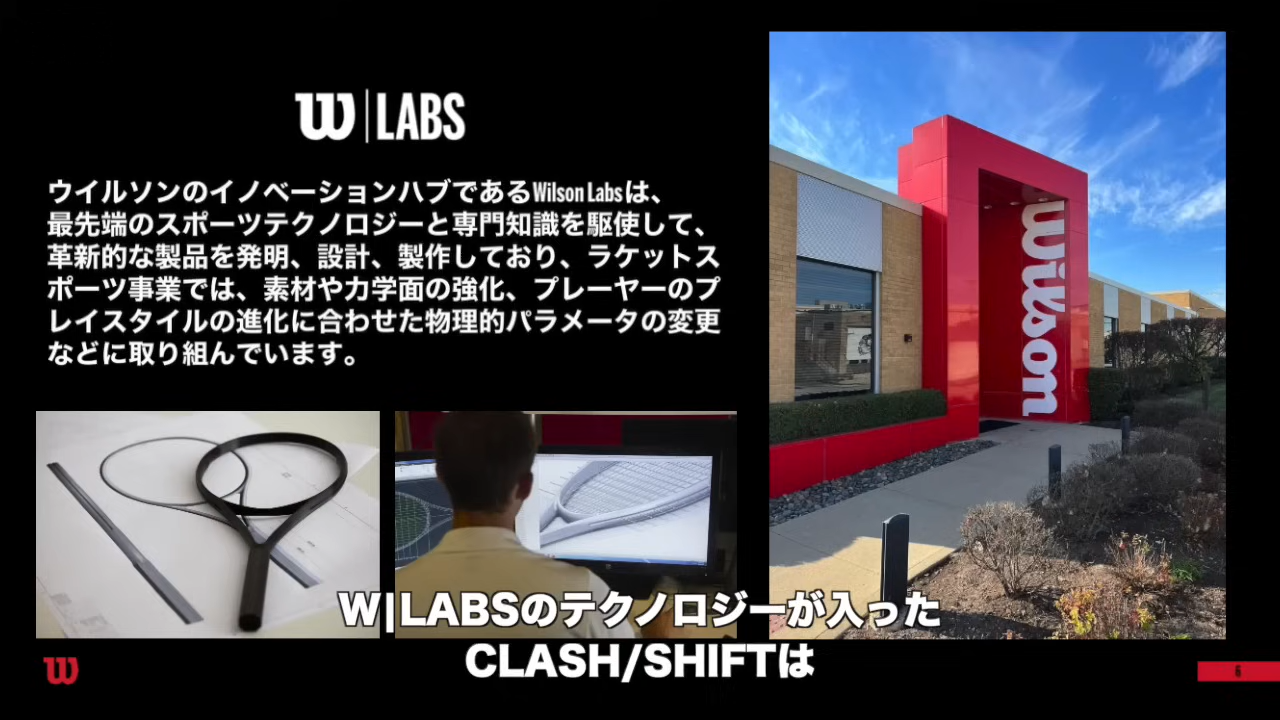 W|LABS
ウイルソンのイノベーションハブであるWilson Labsは、
最先端のスポーツテクノロジーと専門知識を駆使して、
革新的な製品を発明、設計、製作しており、ラケットス
ポーツ事業では、素材や力学面の強化、プレーヤーのプ
レイスタイルの進化に合わせた物理的パラメータの変更
などに取り組んでいます。
Wilson
W|LABSのテクノロジーが入った
CLASH/SHIFTは
W
6